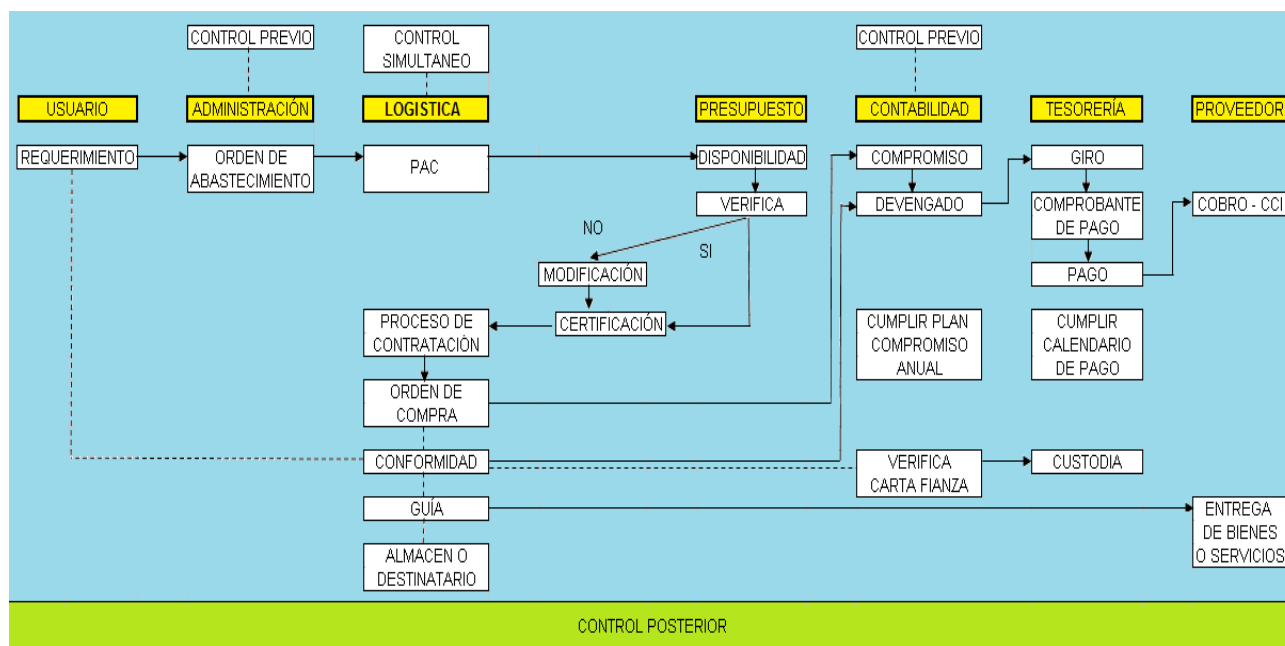 CONTROL PREVIO
CONTROL
SIMULTANEO
CONTROL PREVIO
USUARIO
ADMINISTRACIÓN
LOGISTICA
PRESUPUESTO
CONTABILIDAD
TESORERÍA
PROVEEDOR
REQUERIMIENTO
ORDEN DE
ABASTECIMIENTO
PAC
DISPONIBILIDAD
COMPROMISO
GIRO
VERIFICA
DEVENGADO
COMPROBANTE
DE PAGO
COBRO - CCI
NO
SI
MODIFICACIÓN
PAGO
PROCESO DE
CONTRATACIÒN
CERTIFICACIÓN
CUMPLIR PLAN
COMPROMISO
ANUAL
CUMPLIR
CALENDARIO
DE PAGO
ORDEN DE
COMPRA
CONFORMIDAD
VERIFICA
CARTA FIANZA
CUSTODIA
GUÍA
ENTREGA
DE BIENES
O SERVICIOS
ALMACEN O
DESTINATARIO
CONTROL POSTERIOR